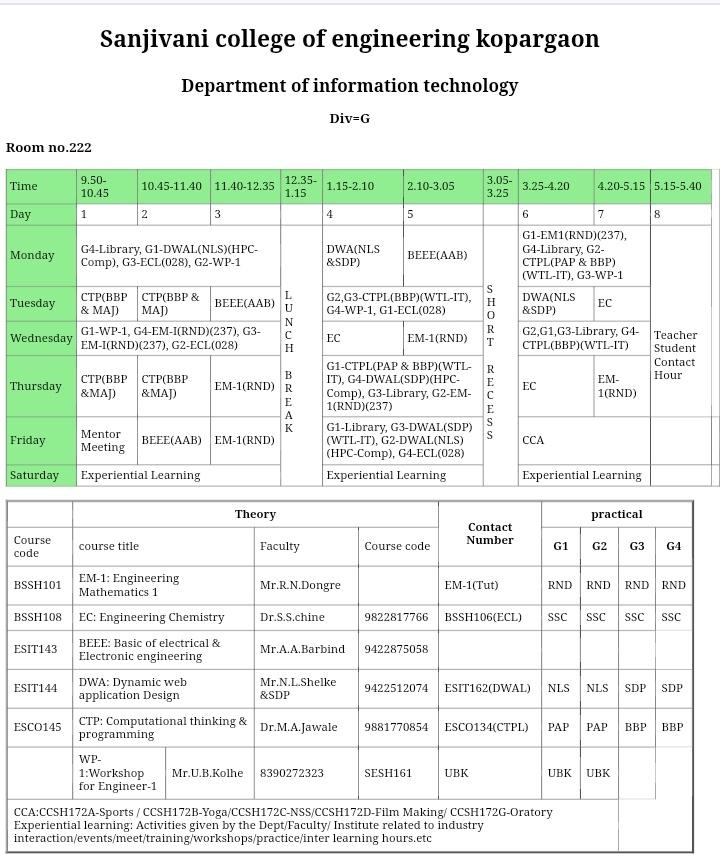 Sanjivani college of engineering kopargaon
Department of information technology
Div=G
Room no.222
Time 9.50-10.45 10.45-11.40 11.40-12.35 12.35-1.15 1.15-2.10 2.10-3.05 3.05-3.25 3.25-4.20 4.20-5.15 5.15-5.40
Day 1 2 3 4 5 6 7 8
LUNCH BREAK
SHORT RECESS
Teacher Student Contact Hour
Monday G4-Library, G1-DWAL(NLS)(HPC-Comp), G3-ECL(028), G2-WP-1 DWA(NLS &SDP) BEEE(AAB) G1-EM1(RND)(237), G4-Library, G2-CTPL(PAP & BBP)(WTL-IT), G3-WP-1
Tuesday CTP(BBP & MAJ) CTP(BBP & MAJ) BEEE(AAB) G2,G3-CTPL(BBP)(WTL-IT), G4-WP-1, G1-ECL(028) DWA(NLS &SDP) EC
Wednesday G1-WP-1, G4-EM-I(RND)(237), G3-EM-I(RND)(237), G2-ECL(028) EC EM-1(RND) G2,G1,G3-Library, G4-CTPL(BBP)(WTL-IT)
Thursday CTP(BBP &MAJ) CTP(BBP &MAJ) EM-1(RND) G1-CTPL(PAP & BBP)(WTL-IT), G4-DWAL(SDP)(HPC-Comp), G3-Library, G2-EM-1(RND)(237) EC EM-1(RND)
Friday Mentor Meeting BEEE(AAB) EM-1(RND) G1-Library, G3-DWAL(SDP)(WTL-IT), G2-DWAL(NLS)(HPC-Comp), G4-ECL(028) CCA
Saturday Experiential Learning Experiential Learning Experiential Learning
Theory Contact Number practical
Course code course title Faculty Course code G1 G2 G3 G4
BSSH101 EM-1: Engineering Mathematics 1 Mr.R.N.Dongre EM-1(Tut) RND RND RND RND
BSSH108 EC: Engineering Chemistry Dr.S.S.chine 9822817766 BSSH106(ECL) SSC SSC SSC SSC
ESIT143 BEEE: Basic of electrical & Electronic engineering Mr.A.A.Barbind 9422875058
ESIT144 DWA: Dynamic web application Design Mr.N.L.Shelke &SDP 9422512074 ESIT162(DWAL) NLS NLS SDP SDP
ESCO145 CTP: Computational thinking & programming Dr.M.A.Jawale 9881770854 ESCO134(CTPL) PAP PAP BBP BBP
WP-1:Workshop for Engineer-1 Mr.U.B.Kolhe 8390272323 SESH161 UBK UBK UBK
CCA:CCSH172A-Sports / CCSH172B-Yoga/CCSH172C-NSS/CCSH172D-Film Making/ CCSH172G-Oratory
Experiential learning: Activities given by the Dept/Faculty/ Institute related to industry
interaction/events/meet/training/workshops/practice/inter learning hours.etc